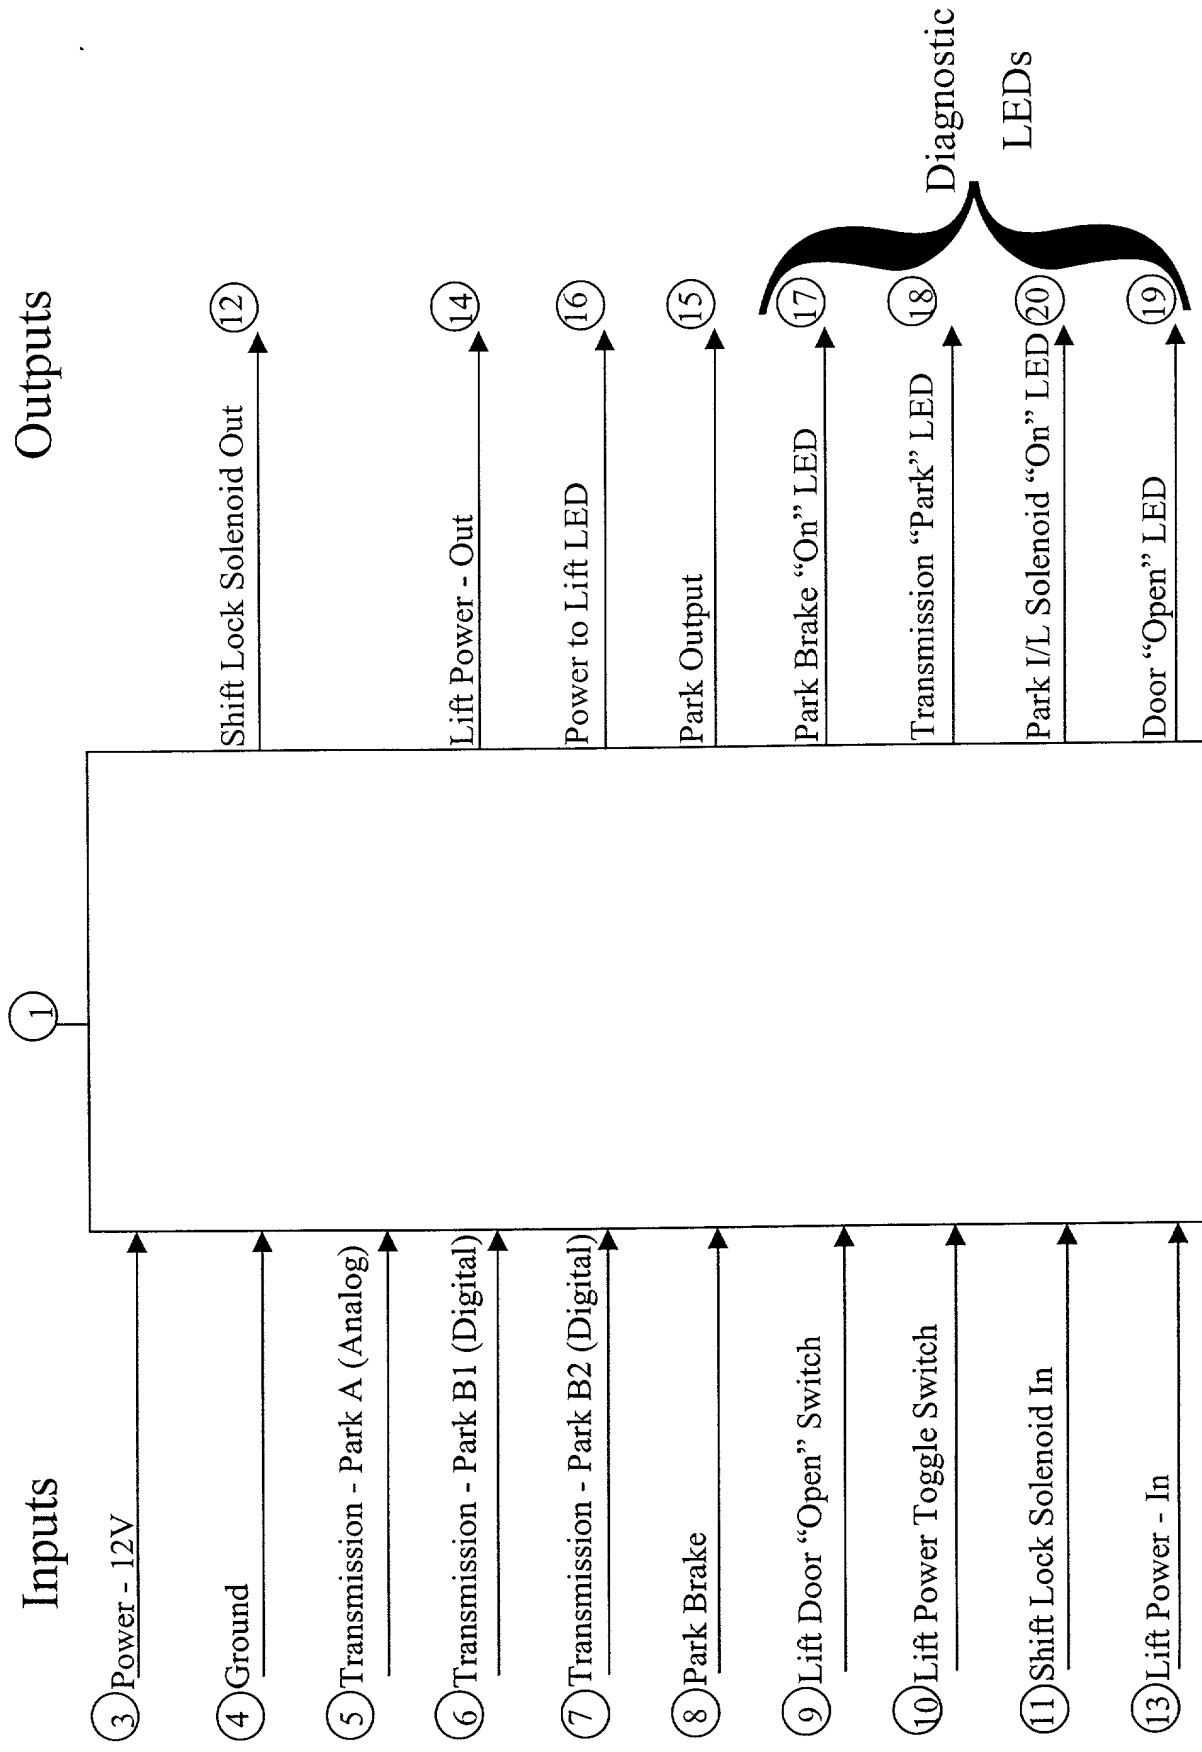 Inputs
1
Outputs
3 Power - 12V
4 Ground
5 Transmission - Park A (Analog)
6 Transmission - Park B1 (Digital)
7 Transmission - Park B2 (Digital)
8 Park Brake
9 Lift Door “Open” Switch
10 Lift Power Toggle Switch
11 Shift Lock Solenoid In
13 Lift Power - In
Shift Lock Solenoid Out 12
Lift Power - Out 14
Power to Lift LED 16
Park Output 15
Park Brake “On” LED 17
Transmission “Park” LED 18
Park I/L Solenoid “On” LED 20
Door “Open” LED 19
Diagnostic
LEDs